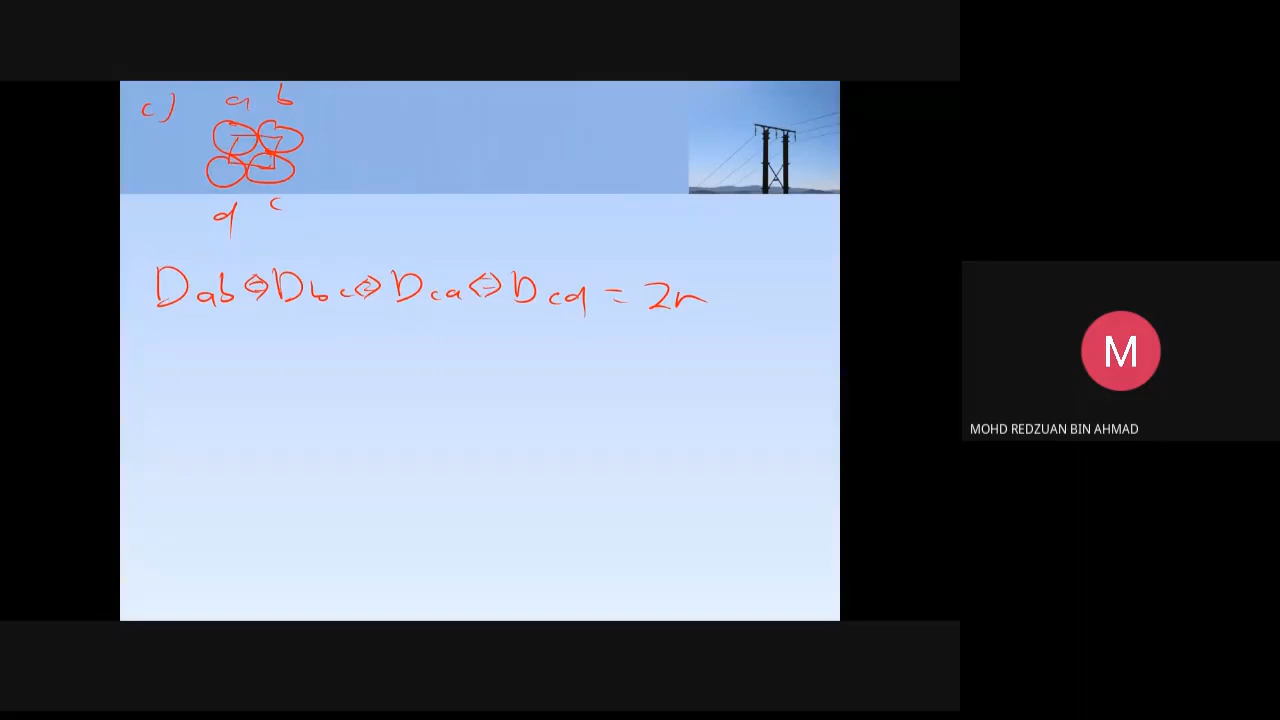 c) a b
d c
Dab ⇔ Dbc ⇔ Dca ⇔ Dcd = 2r
M
MOHD REDZUAN BIN AHMAD